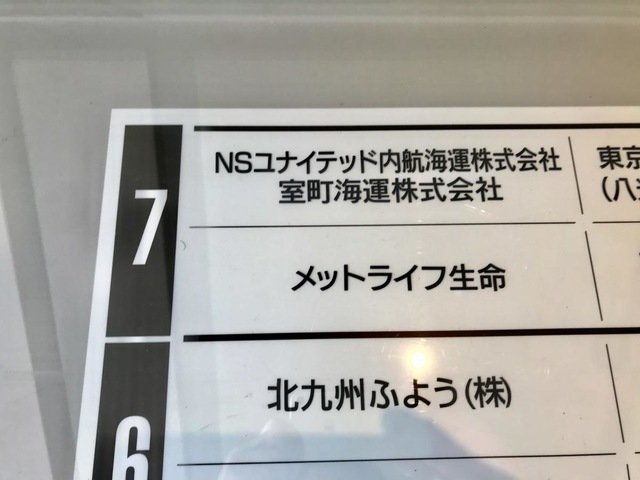 7
NSユナイテッド内航海運株式会社
室町海運株式会社
東京
メットライフ生命
6
北九州ふよう(株)